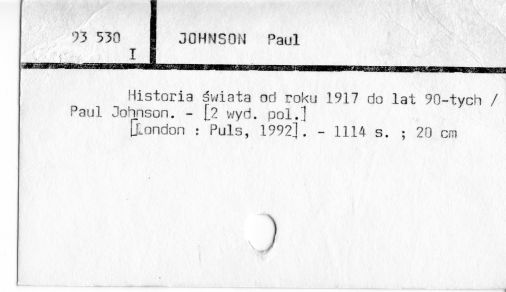 93 530
I
JOHNSON Paul
Historia świata od roku 1917 do lat 90-tych /
Paul Johnson. - [2 wyd. pol.]
[London : Puls, 1992]. - 1114 s. ; 20 cm